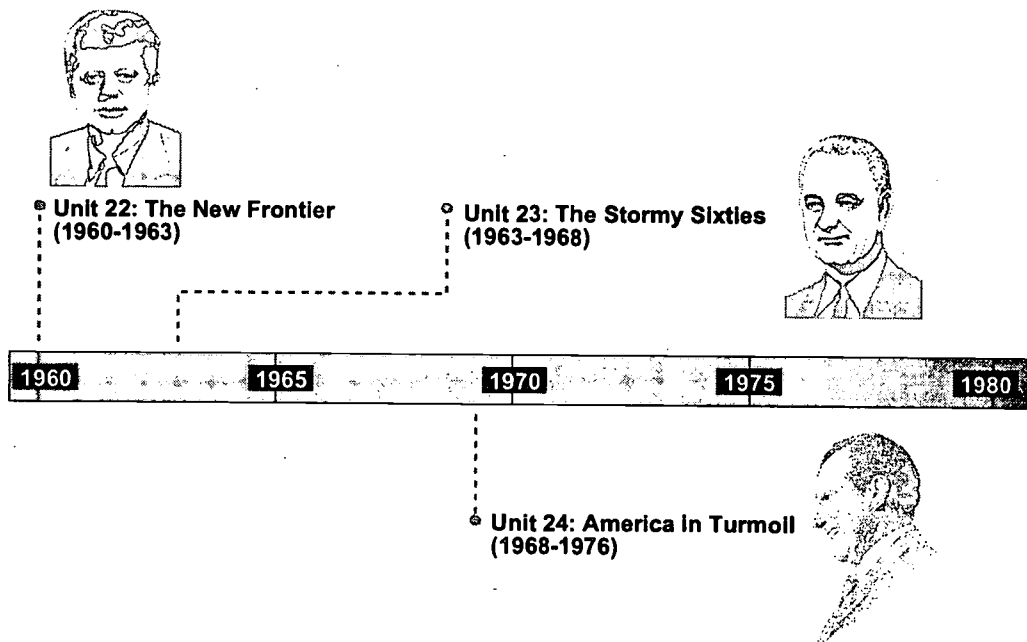 Unit 22: The New Frontier
(1960-1963)
Unit 23: The Stormy Sixties
(1963-1968)
1960
1965
1970
1975
1980
Unit 24: America in Turmoil
(1968-1976)